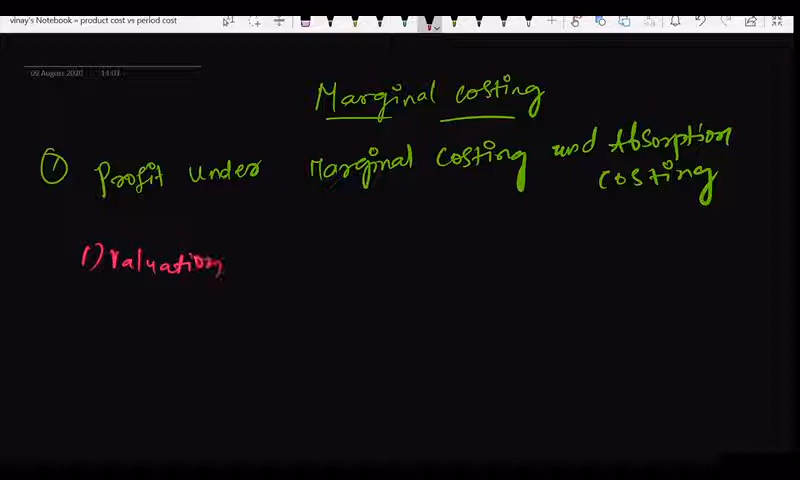 vinay's Notebook » product cost vs period cost
09 August 2020 14:03
Marginal costing
1 Profit under Marginal costing and Absorption costing
1) Valuation